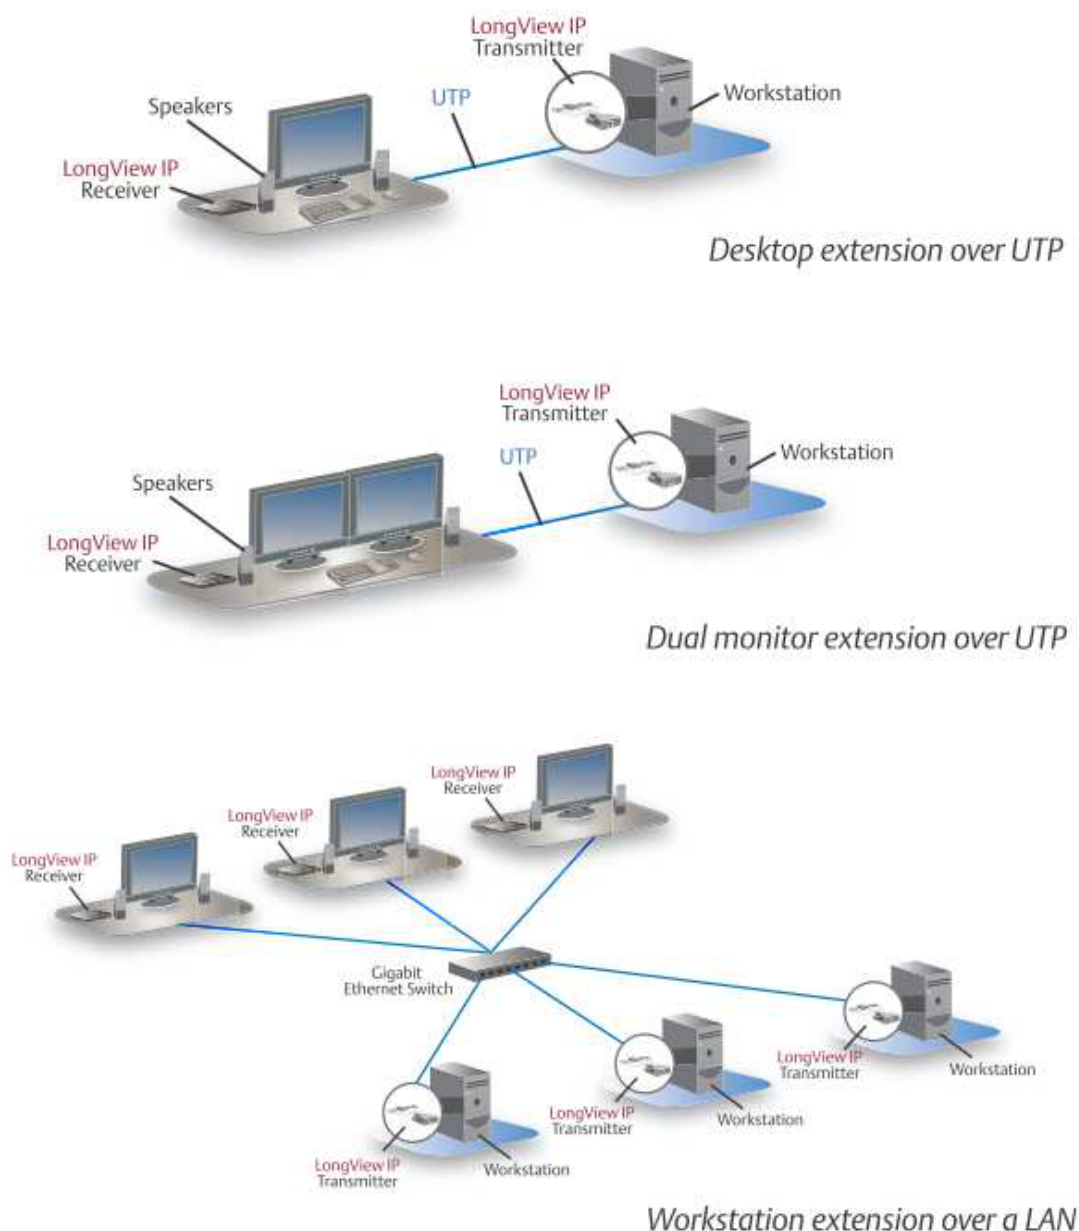 LongView IP
Transmitter
Workstation
UTP
Speakers
LongView IP
Receiver
Desktop extension over UTP
LongView IP
Transmitter
Workstation
UTP
Speakers
LongView IP
Receiver
Dual monitor extension over UTP
LongView IP
Receiver
LongView IP
Receiver
LongView IP
Receiver
Gigabit
Ethernet Switch
LongView IP
Transmitter
Workstation
LongView IP
Transmitter
Workstation
LongView IP
Transmitter
Workstation
Workstation extension over a LAN